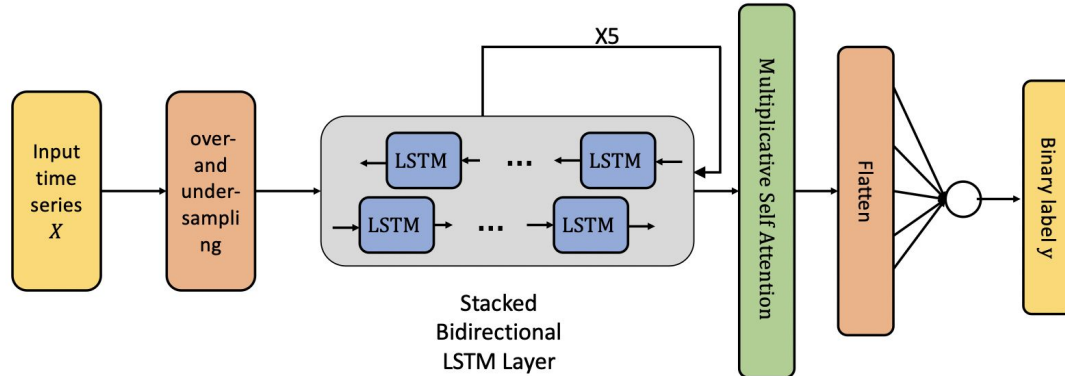 X5
Input
time
series
X
over-
and
under-
sampli
ng
LSTM
...
LSTM
LSTM
...
LSTM
Stacked
Bidirectional
LSTM Layer
Multiplicative Self Attention
Flatten
Binary label y